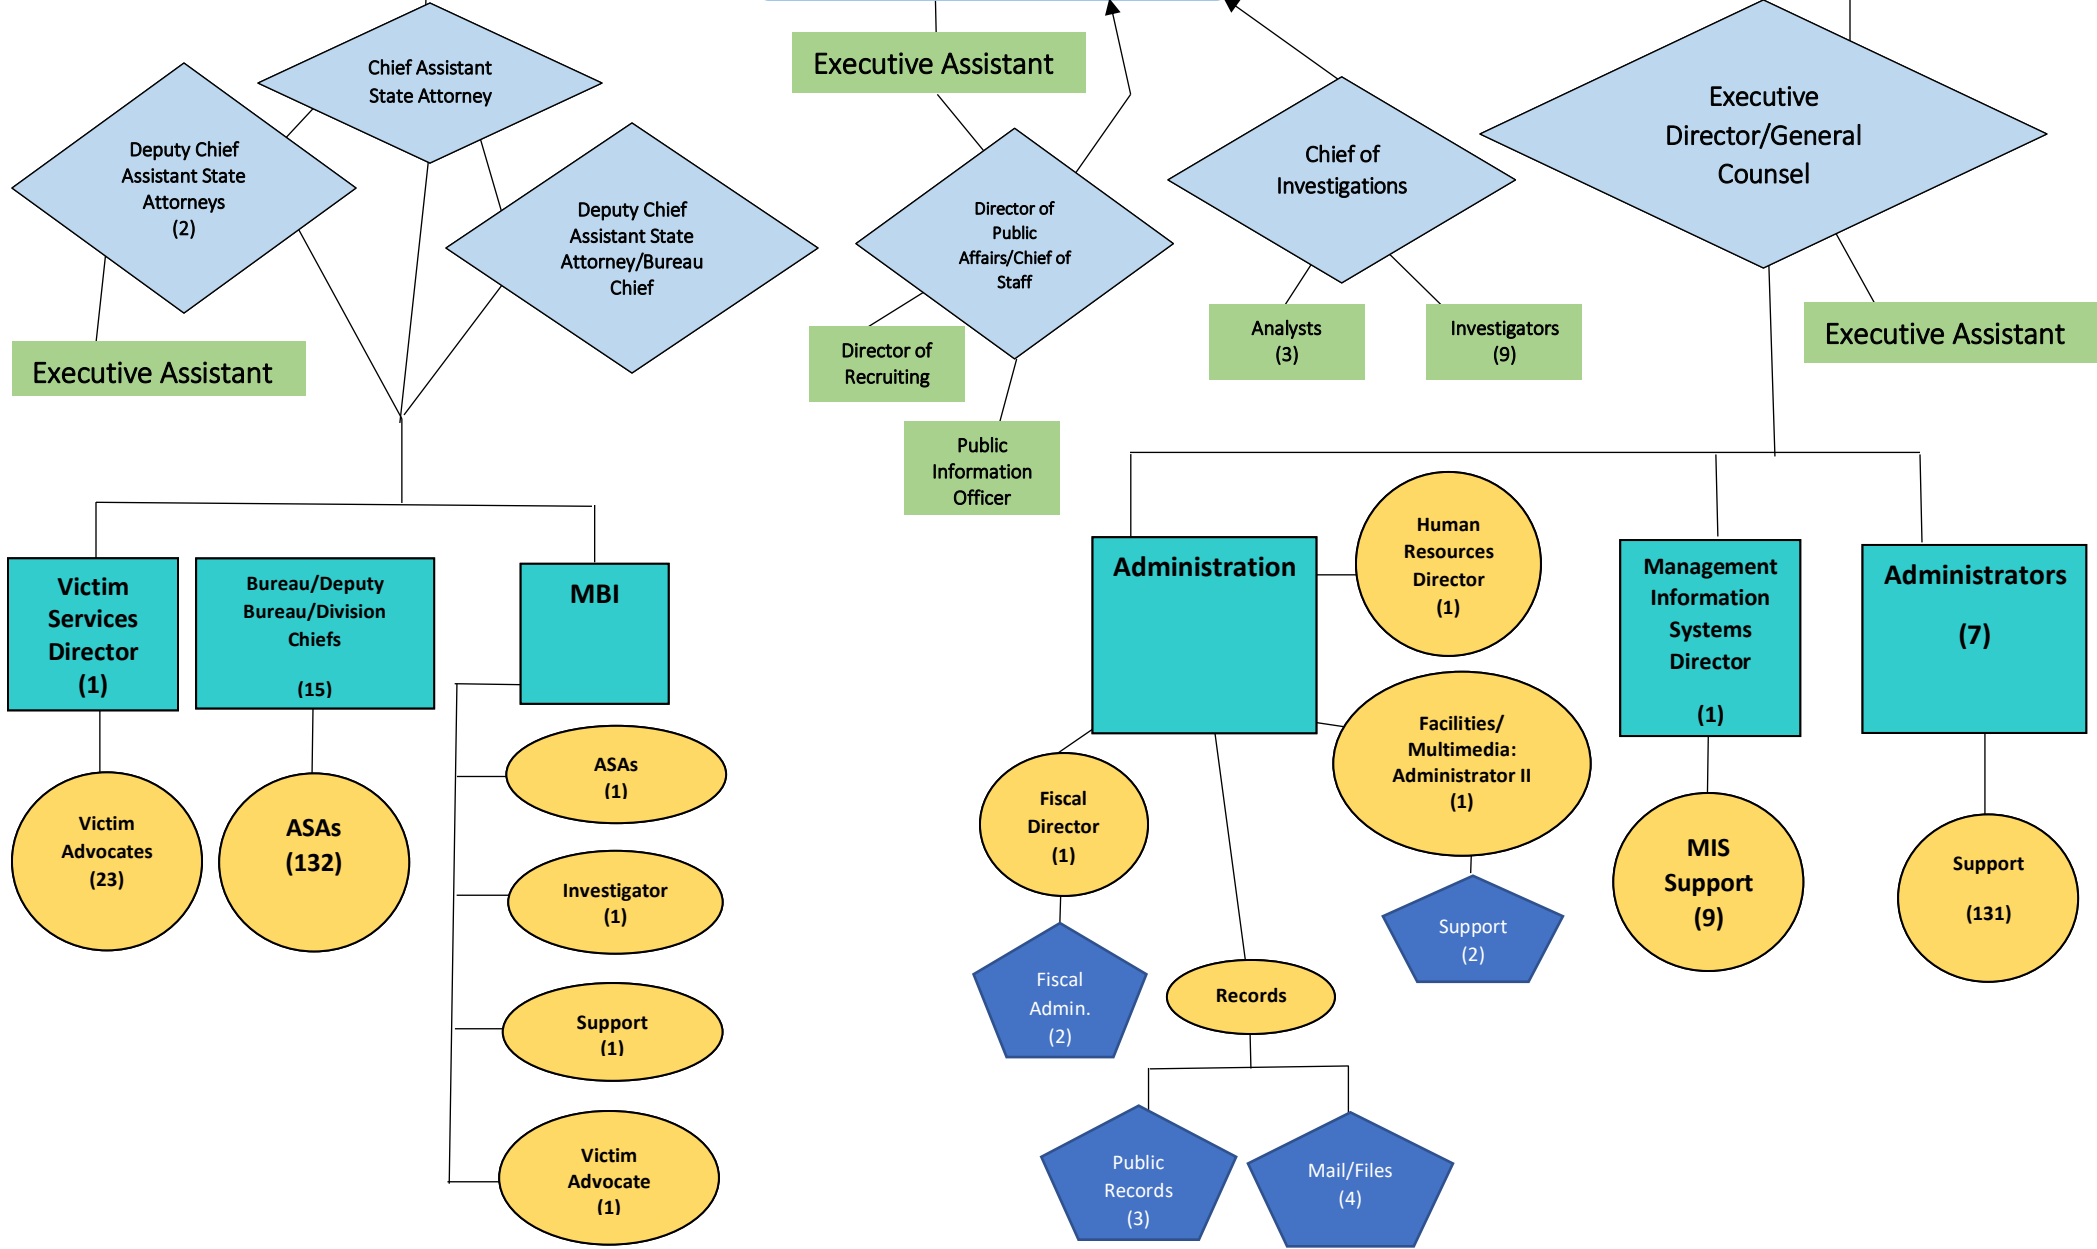 Chief Assistant
State Attorney
Executive Assistant
Deputy Chief
Assistant State
Attorneys
(2)
Deputy Chief
Assistant State
Attorney/Bureau
Chief
Executive Assistant
Director of
Public
Affairs/Chief of
Staff
Chief of
Investigations
Executive
Director/General
Counsel
Director of
Recruiting
Public
Information
Officer
Analysts
(3)
Investigators
(9)
Executive Assistant
Victim
Services
Director
(1)
Bureau/Deputy
Bureau/Division
Chiefs
(15)
MBI
Victim
Advocates
(23)
ASAs
(132)
ASAs
(1)
Investigator
(1)
Support
(1)
Victim
Advocate
(1)
Administration
Human
Resources
Director
(1)
Facilities/
Multimedia:
Administrator II
(1)
Support
(2)
Fiscal
Director
(1)
Fiscal
Admin.
(2)
Records
Public
Records
(3)
Mail/Files
(4)
Management
Information
Systems
Director
(1)
MIS
Support
(9)
Administrators
(7)
Support
(131)